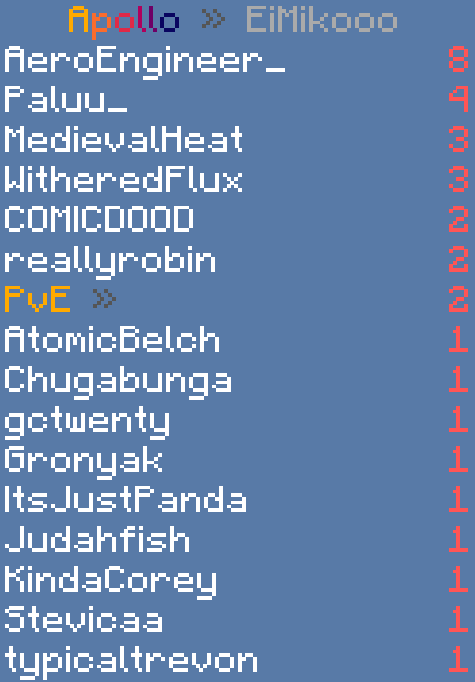 Apollo » EiMikooo
AeroEngineer_ 8
Paluu_ 4
MedievalHeat 3
WitheredFlux 3
COMICDOOD 2
reallyrobin 2
PvE » 2
AtomicBelch 1
Chugabunga 1
gctwenty 1
Gronyak 1
ItsJustPanda 1
Judahfish 1
KindaCorey 1
Stevicaa 1
typicaltrevon 1